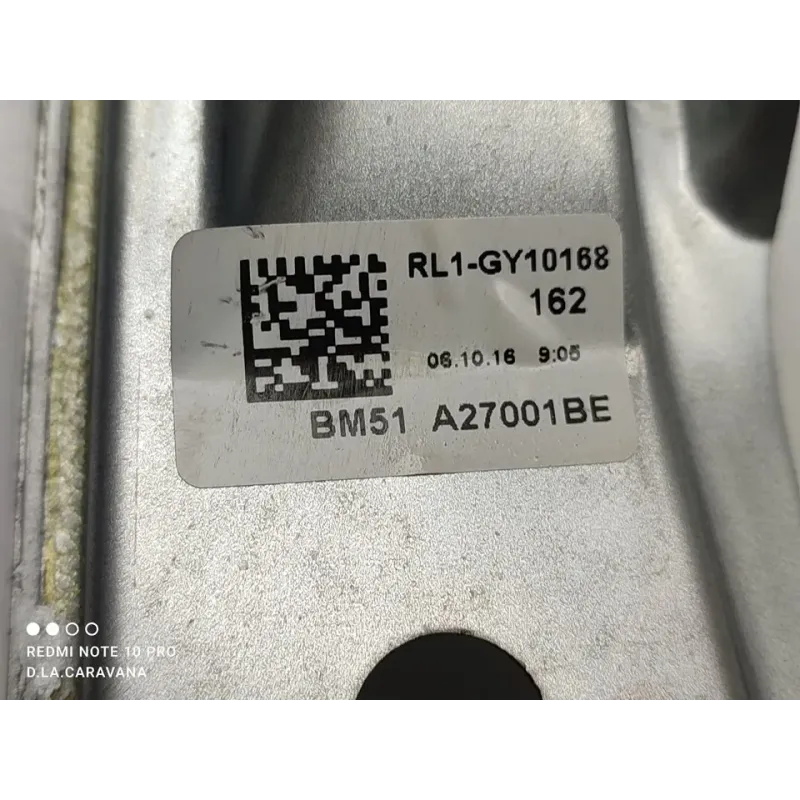 RL1-GY10168
162
06.10.16 9:05
BM51 A27001BE
REDMI NOTE 10 PRO
D.LA.CARAVANA